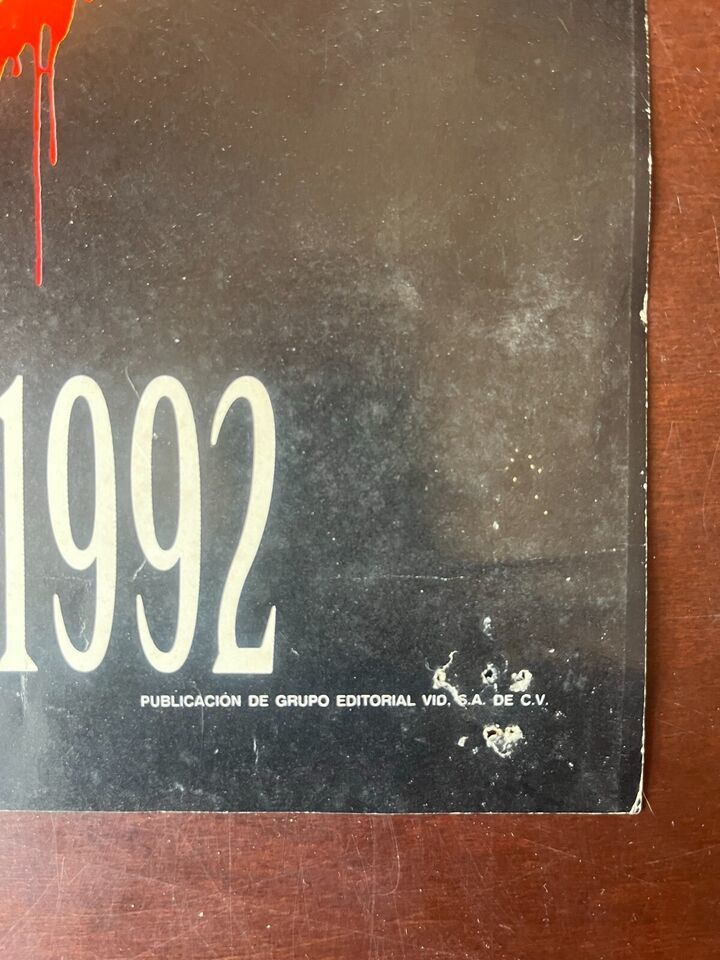 1992
PUBLICACIÓN DE GRUPO EDITORIAL VID, S.A. DE C.V.